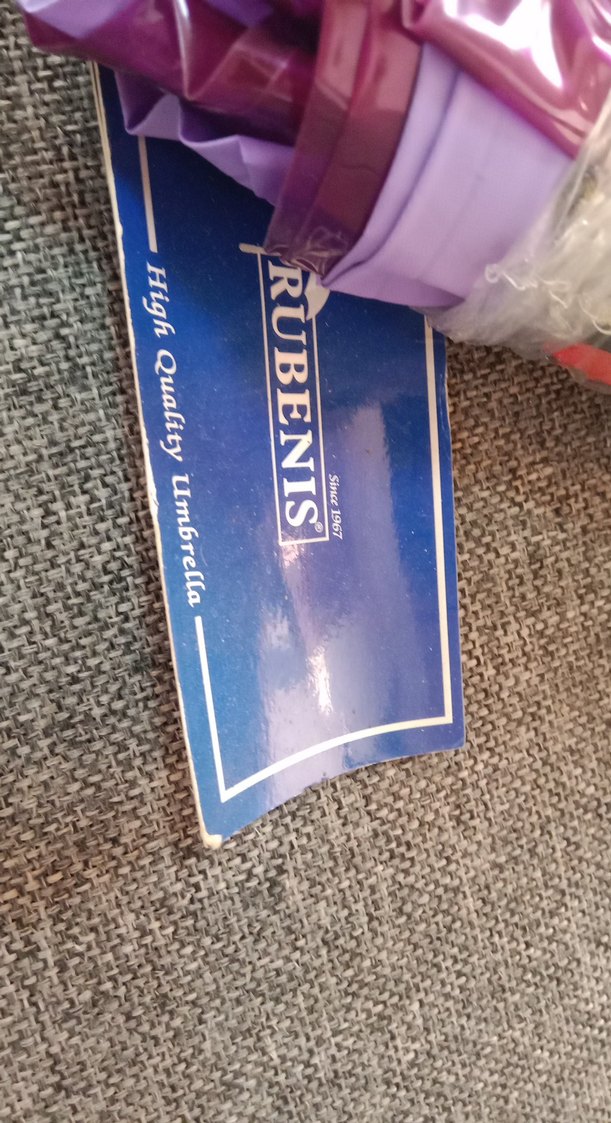 Since 1967
RUBENIS®
High Quality Umbrella